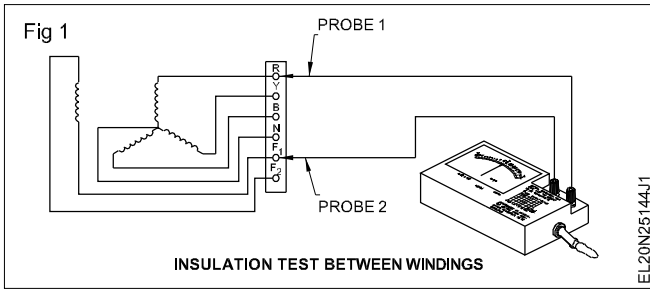 Fig 1
PROBE 1
R
Y
B
N
F1
F2
PROBE 2
INSULATION TEST BETWEEN WINDINGS
EL20N25144J1